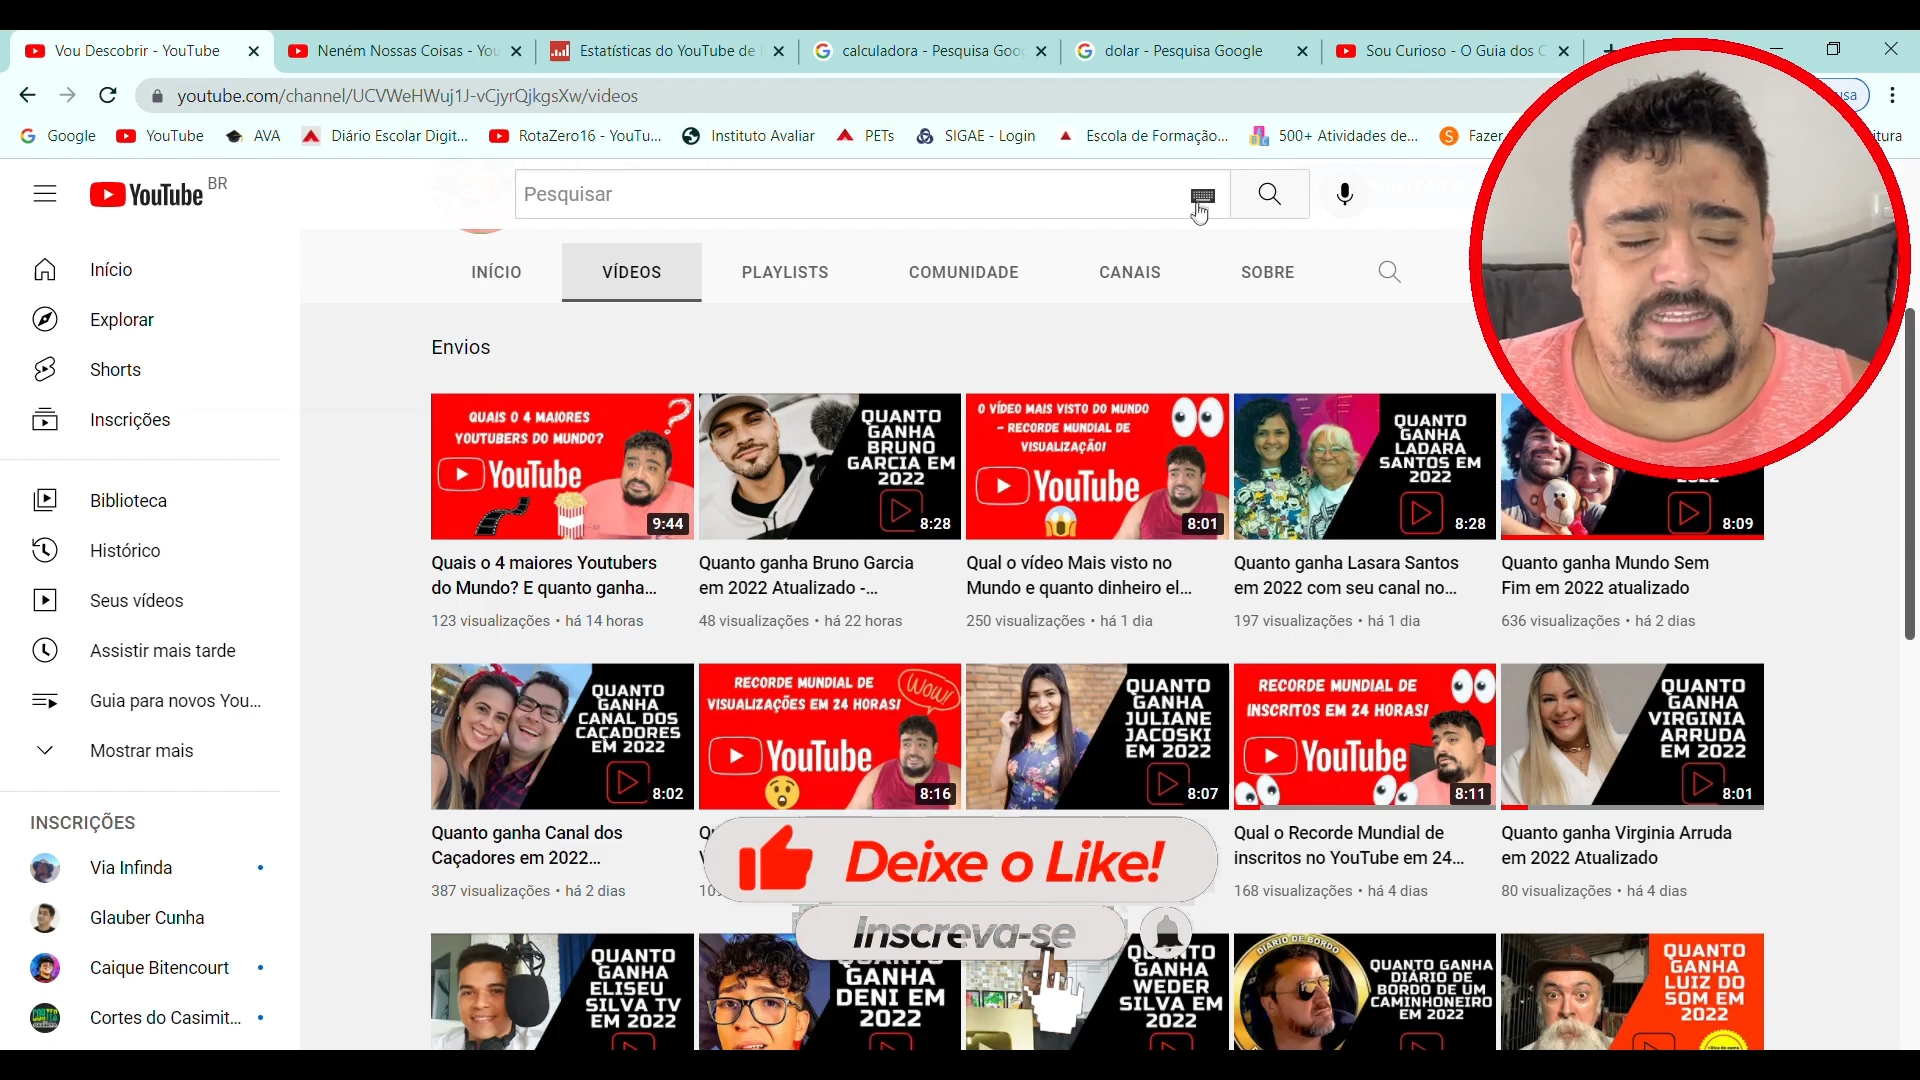 Vou Descobrir - YouTube
Neném Nossas Coisas - You
Estatísticas do YouTube de
calculadora - Pesquisa Goog
dolar - Pesquisa Google
Sou Curioso - O Guia dos C
youtube.com/channel/UCVWeHWuj1J-vCjyrQjkgsXw/videos
usa
Google
YouTube
AVA
Diário Escolar Digit...
RotaZero16 - YouTu...
Instituto Avaliar
PETs
SIGAE - Login
Escola de Formação...
500+ Atividades de...
Fazer
itura
YouTube BR
Pesquisar
INÍCIO
VÍDEOS
PLAYLISTS
COMUNIDADE
CANAIS
SOBRE
Início
Explorar
Shorts
Inscrições
Biblioteca
Histórico
Seus vídeos
Assistir mais tarde
Guia para novos You...
Mostrar mais
INSCRIÇÕES
Via Infinda
Glauber Cunha
Caique Bitencourt
Cortes do Casimit...
Envios
QUAIS O 4 MAIORES
YOUTUBERS DO MUNDO?
YouTube
9:44
Quais o 4 maiores Youtubers
do Mundo? E quanto ganha...
123 visualizações • há 14 horas
QUANTO
GANHA
BRUNO
GARCIA EM
2022
8:28
Quanto ganha Bruno Garcia
em 2022 Atualizado -...
48 visualizações • há 22 horas
O VÍDEO MAIS VISTO DO MUNDO
– RECORDE MUNDIAL DE
VISUALIZAÇÃO!
YouTube
8:01
Qual o vídeo Mais visto no
Mundo e quanto dinheiro el...
250 visualizações • há 1 dia
QUANTO
GANHA
LADARA
SANTOS EM
2022
8:28
Quanto ganha Lasara Santos
em 2022 com seu canal no...
197 visualizações • há 1 dia
2022
8:09
Quanto ganha Mundo Sem
Fim em 2022 atualizado
636 visualizações • há 2 dias
QUANTO
GANHA
CANAL DOS
CAÇADORES
EM 2022
8:02
Quanto ganha Canal dos
Caçadores em 2022...
387 visualizações • há 2 dias
RECORDE MUNDIAL DE
VISUALIZAÇÕES EM 24 HORAS!
WOW!
YouTube
8:16
QUANTO
GANHA
JULIANE
JACOSKI
EM 2022
8:07
RECORDE MUNDIAL DE
INSCRITOS EM 24 HORAS!
YouTube
8:11
Qual o Recorde Mundial de
inscritos no YouTube em 24...
168 visualizações • há 4 dias
QUANTO
GANHA
VIRGINIA
ARRUDA
EM 2022
8:01
Quanto ganha Virginia Arruda
em 2022 Atualizado
80 visualizações • há 4 dias
Deixe o Like!
Inscreva-se
QUANTO
GANHA
ELISEU
SILVA TV
EM 2022
QUANTO
GANHA
DENI EM
2022
QUANTO
GANHA
WEDER
SILVA EM
2022
DIÁRIO DE BORDO
QUANTO GANHA
DIÁRIO DE
BORDO DE UM
CAMINHONEIRO
EM 2022
QUANTO
GANHA
LUIZ DO
SOM EM
2022